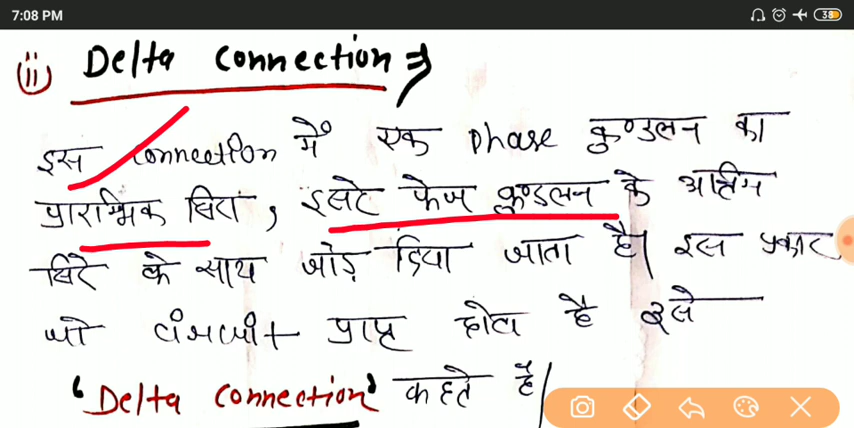 7:08 PM
38
(ii) Delta Connection ⇒
इस Connection में एक phase कुण्डलन का
प्रारम्भिक सिरा, दूसरे फेज कुण्डलन के अंतिम
सिरे के साथ जोड़ दिया जाता है। इस प्रकार
जो प्राप्त होता है उसे
"Delta Connection" कहते है।